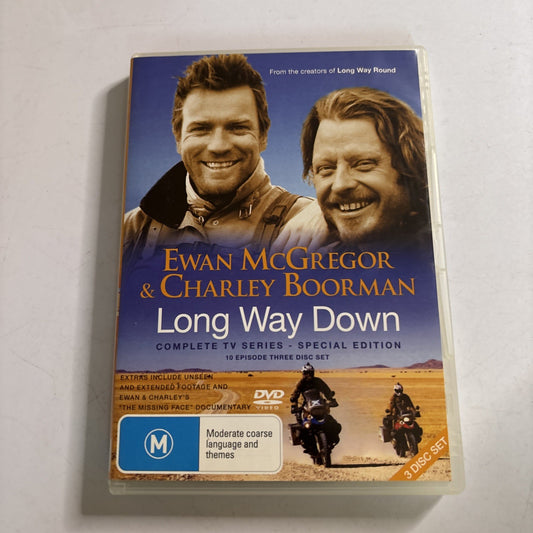 From the creators of Long Way Round
EWAN MCGREGOR
& CHARLEY BOORMAN
Long Way Down
COMPLETE TV SERIES - SPECIAL EDITION
10 EPISODE THREE DISC SET
EXTRAS INCLUDE UNSEEN
AND EXTENDED FOOTAGE AND
EWAN & CHARLEY'S
"THE MISSING FACE" DOCUMENTARY
DVD
VIDEO
M
Moderate coarse
language and
themes
3 DISC SET